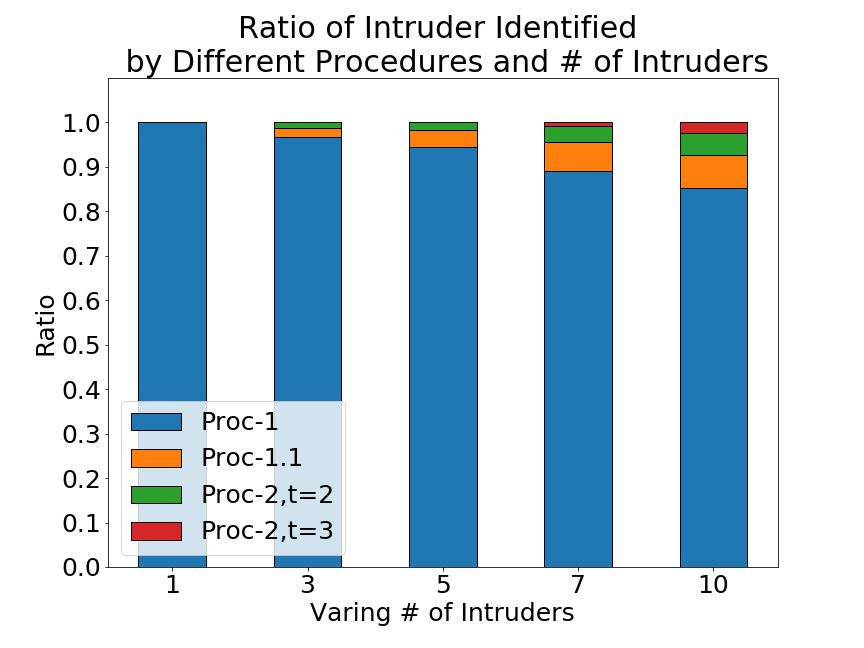 Ratio of Intruder Identified
by Different Procedures and # of Intruders
Ratio
1.0
0.9
0.8
0.7
0.6
0.5
0.4
0.3
0.2
0.1
0.0
Proc-1
Proc-1.1
Proc-2,t=2
Proc-2,t=3
1 3 5 7 10
Varing # of Intruders